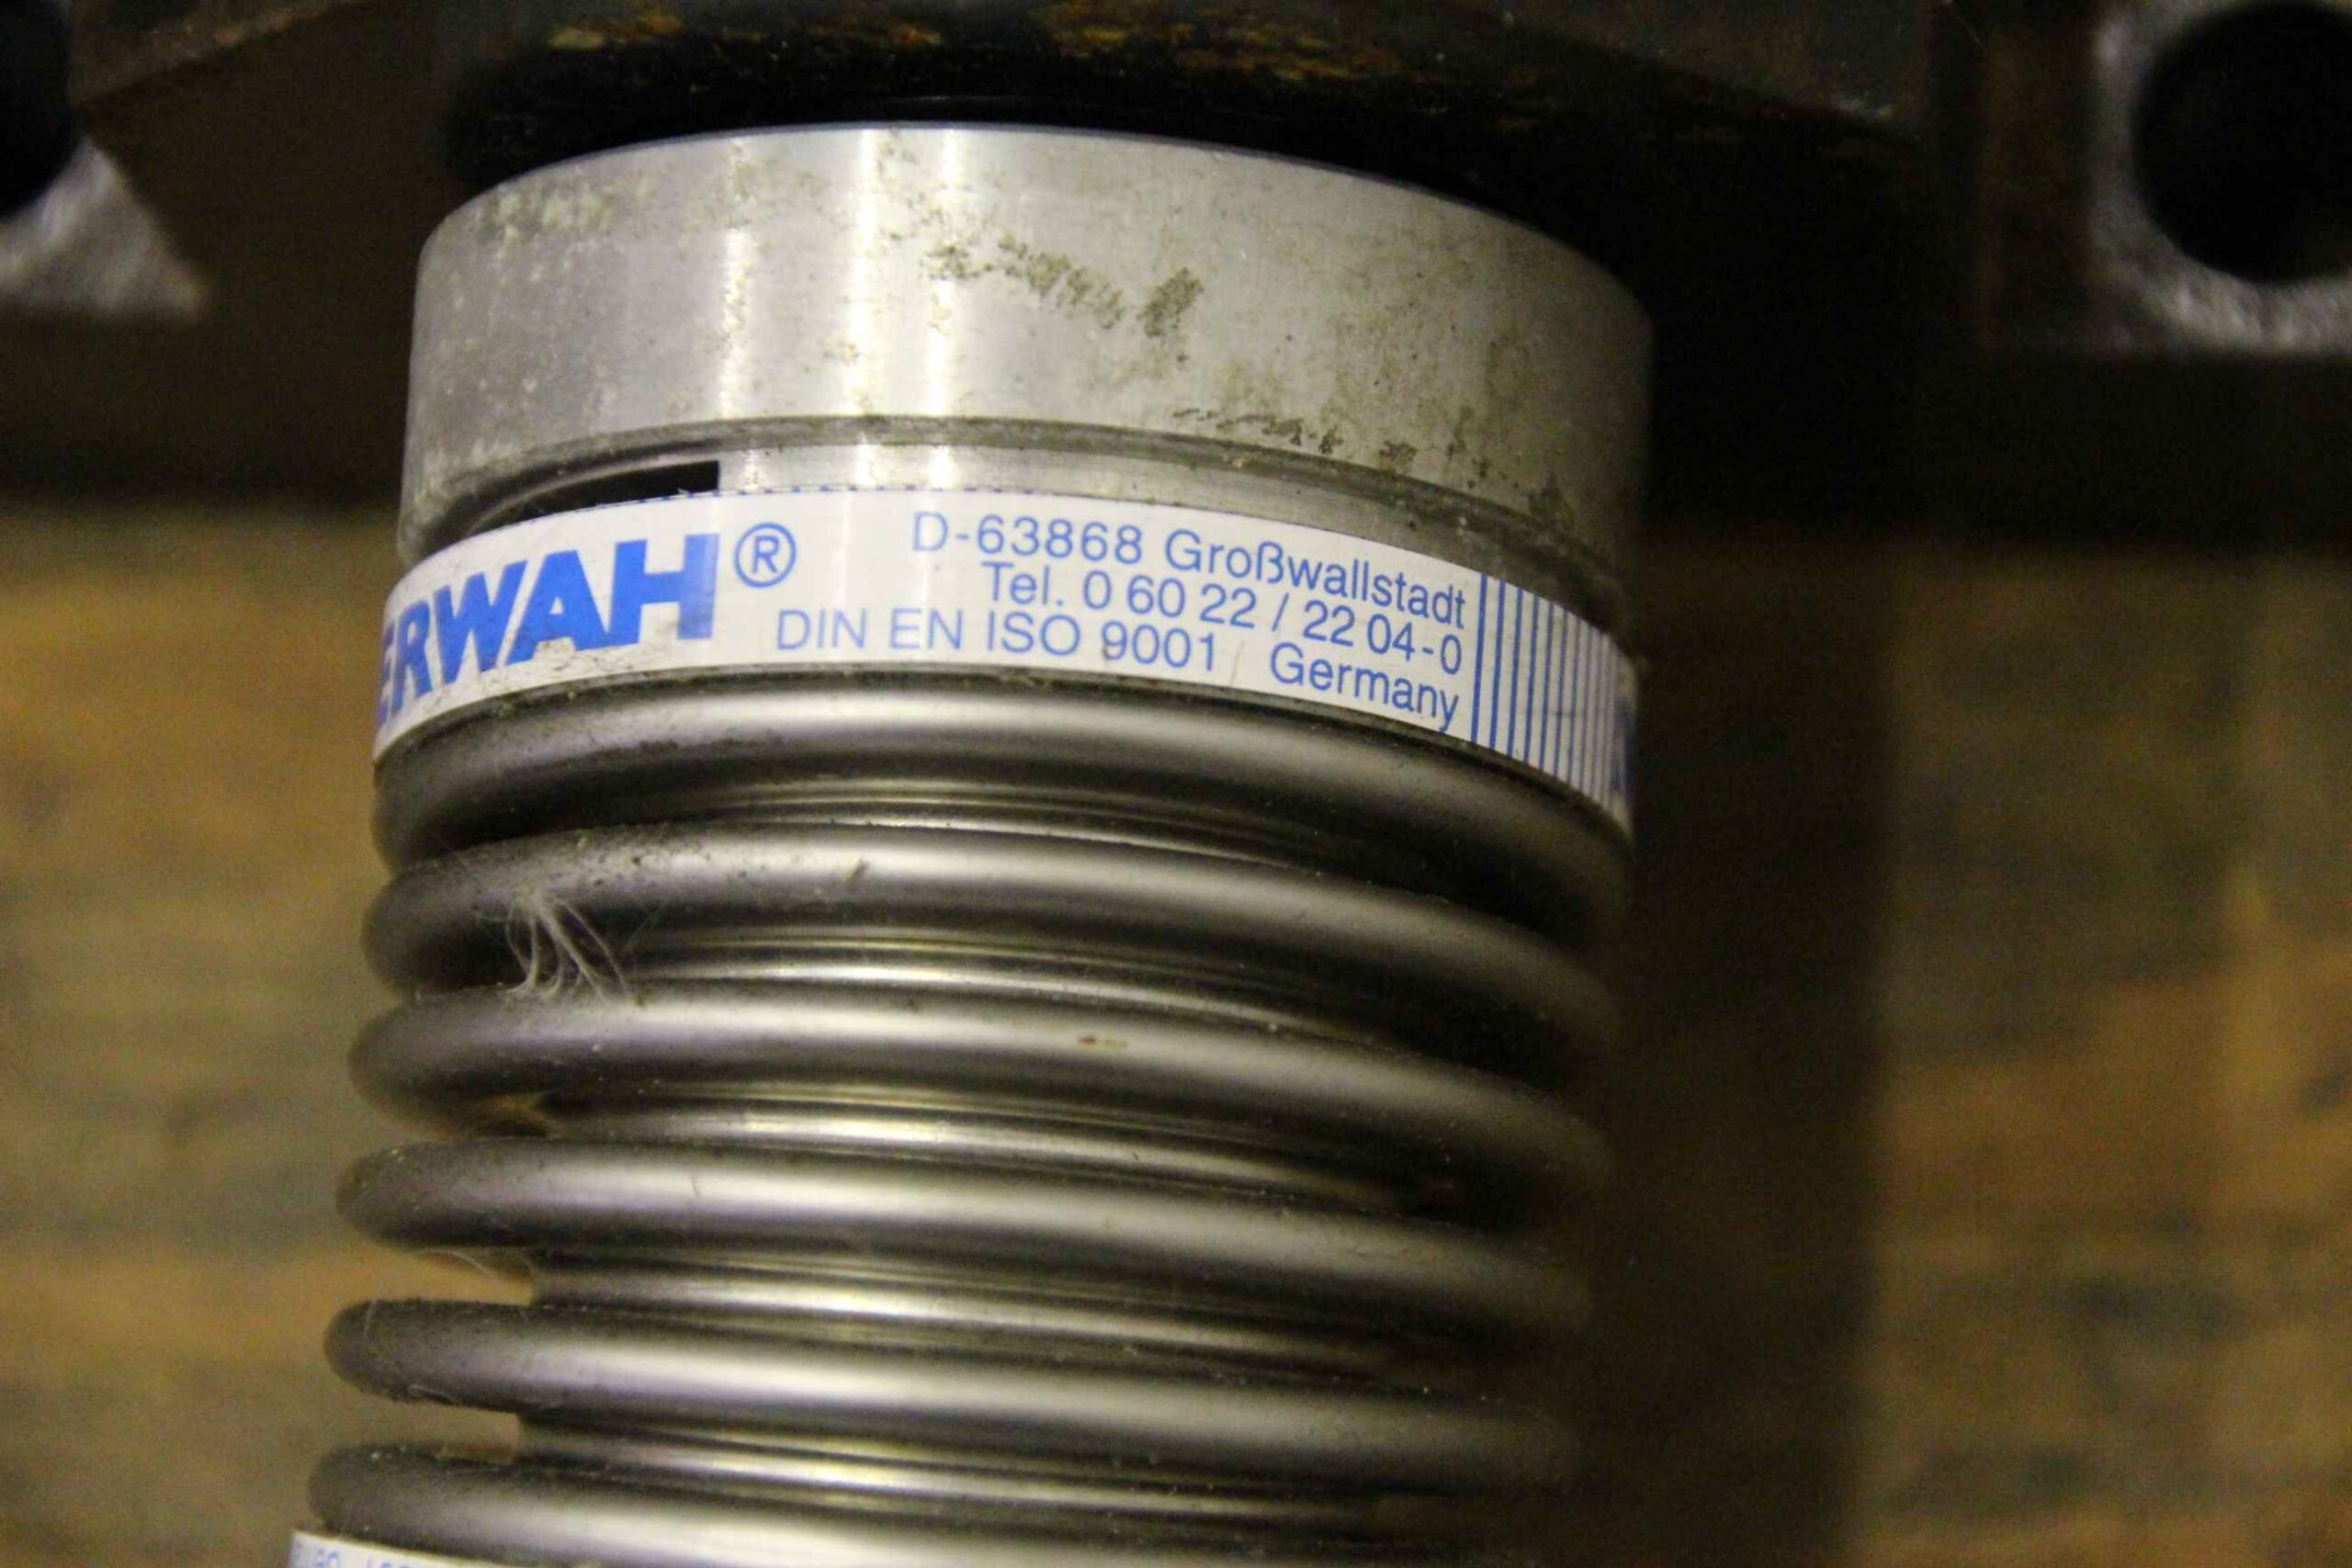 ERWAH®
D-63868 Großwallstadt
Tel. 0 60 22 / 22 04-0
DIN EN ISO 9001 Germany